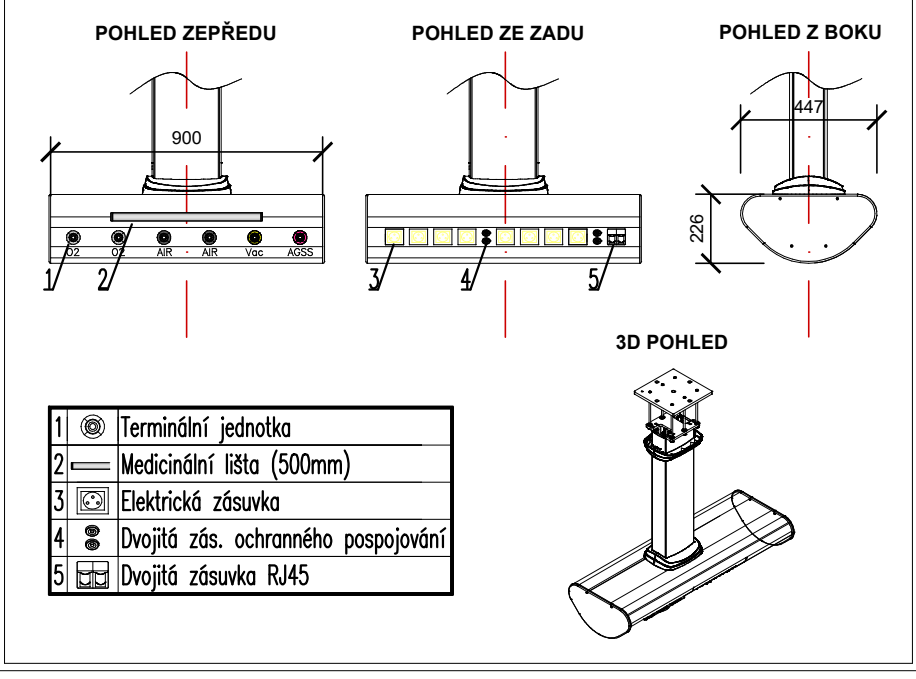 POHLED ZEPŘEDU
POHLED ZE ZADU
POHLED Z BOKU
900
447
226
O2 O2 AIR AIR Vac AGSS
1 2
3 4 5
3D POHLED
1 Terminální jednotka
2 Medicinální lišta (500mm)
3 Elektrická zásuvka
4 Dvojitá zás. ochranného pospojování
5 Dvojitá zásuvka RJ45